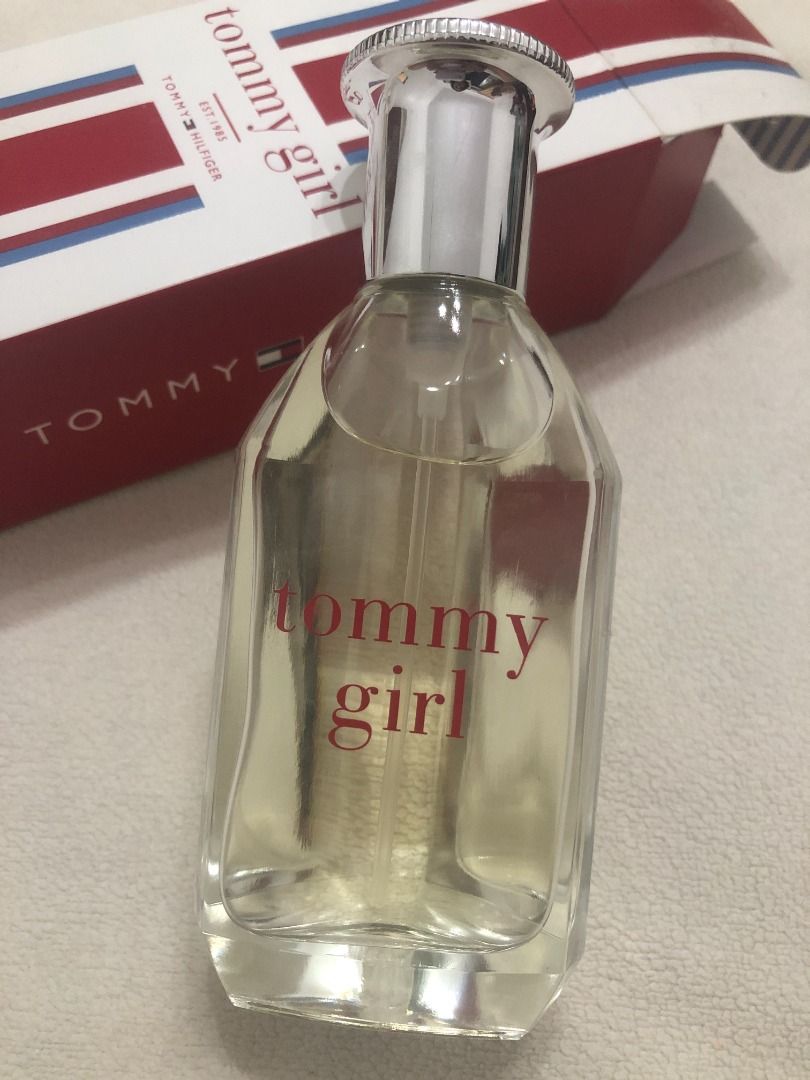 tommy girl
EST 1985
TOMMY HILFIGER
TOMMY
tommy
girl